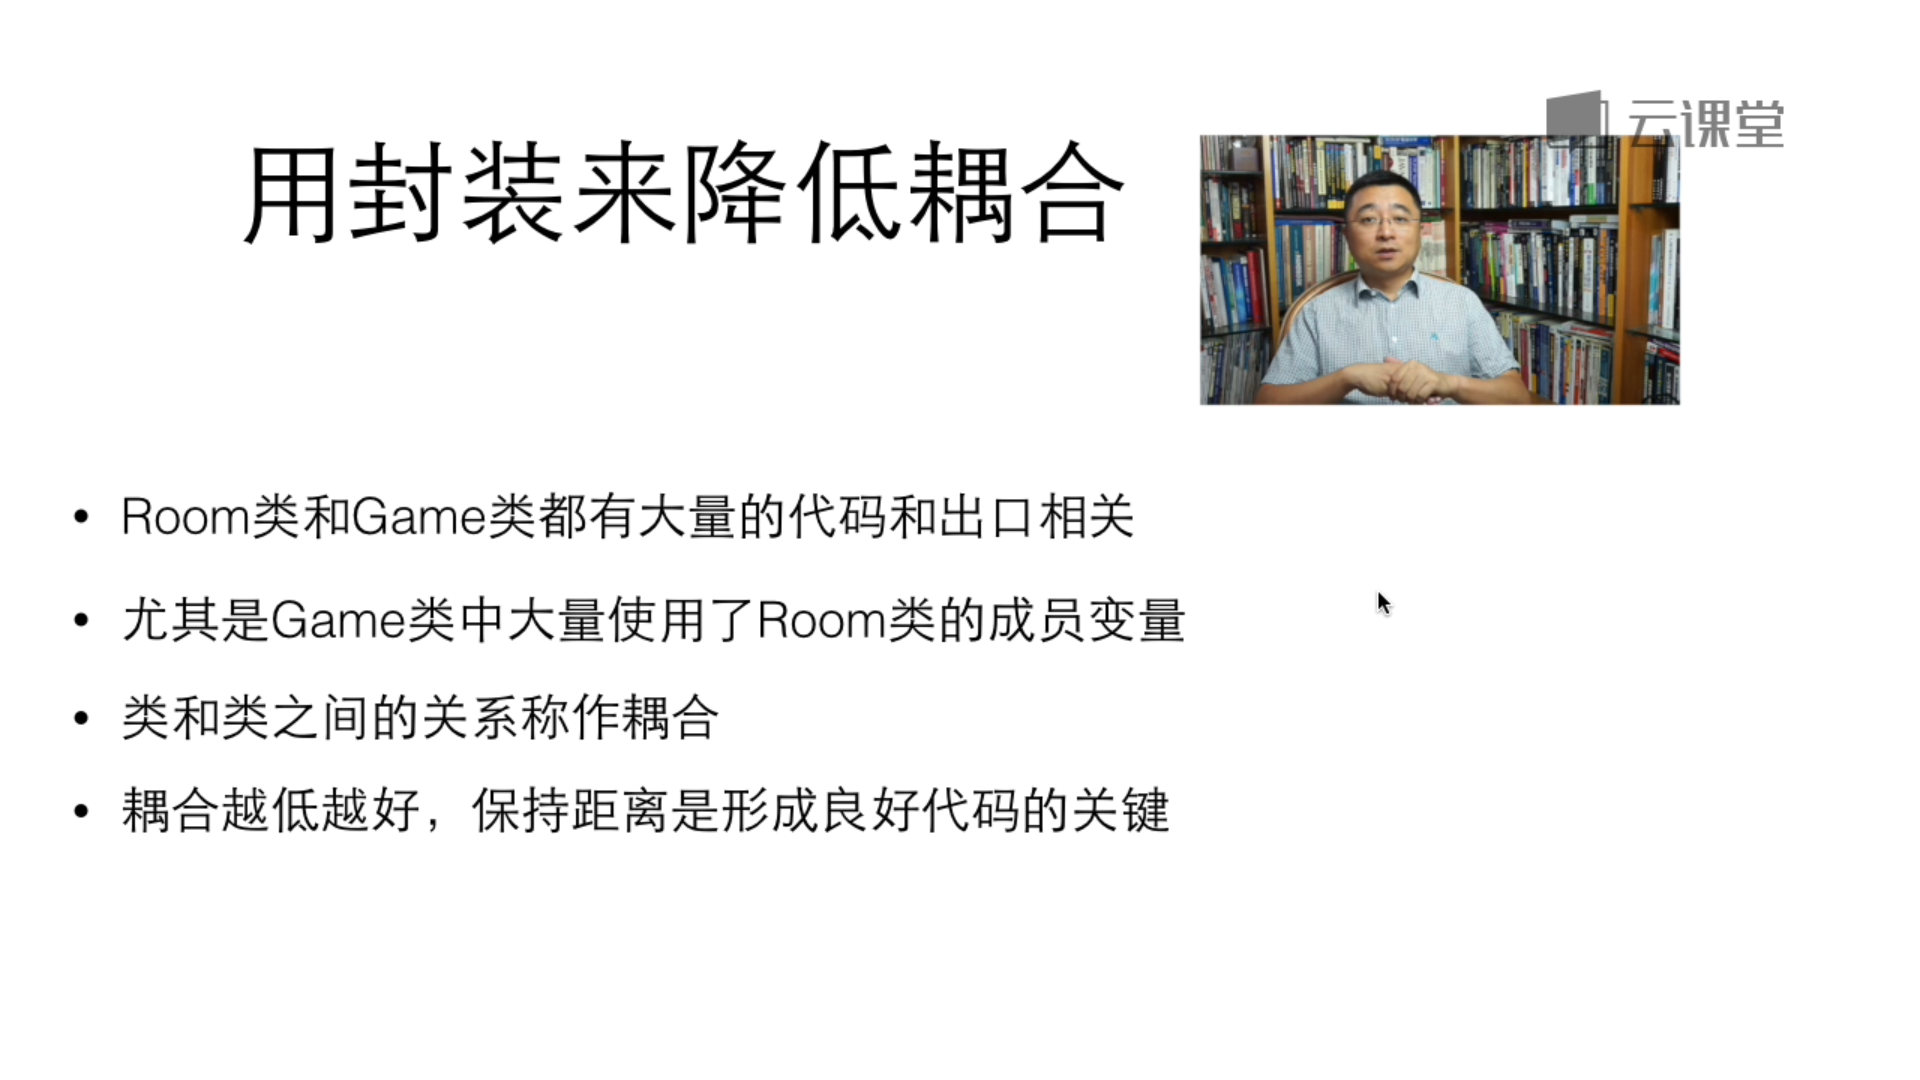 云课堂
用封装来降低耦合
Room类和Game类都有大量的代码和出口相关
尤其是Game类中大量使用了Room类的成员变量
类和类之间的关系称作耦合
耦合越低越好，保持距离是形成良好代码的关键